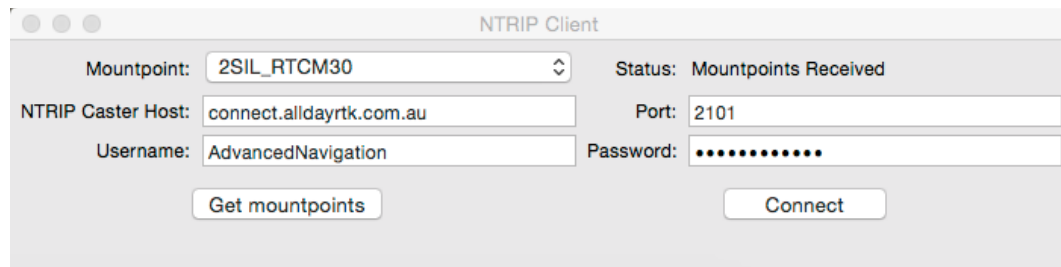 NTRIP Client
Mountpoint: 2SIL_RTCM30 Status: Mountpoints Received
NTRIP Caster Host: connect.alldayrtk.com.au Port: 2101
Username: AdvancedNavigation Password: ••••••••••••
Get mountpoints Connect